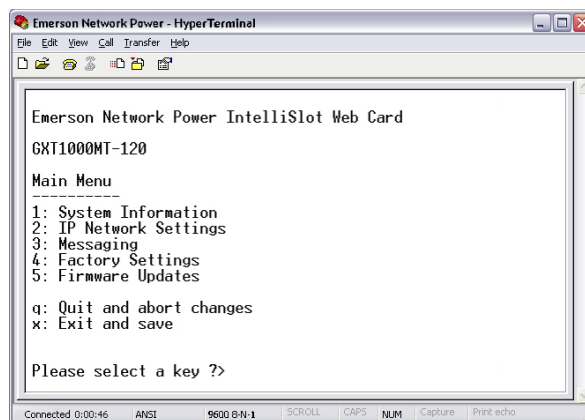 Emerson Network Power - HyperTerminal
File Edit View Call Transfer Help
Emerson Network Power IntelliSlot Web Card
GXT1000MT-120
Main Menu
----------
1: System Information
2: IP Network Settings
3: Messaging
4: Factory Settings
5: Firmware Updates
q: Quit and abort changes
x: Exit and save
Please select a key ?>
Connected 0:00:46 ANSI 9600 8-N-1 SCROLL CAPS NUM Capture Print echo